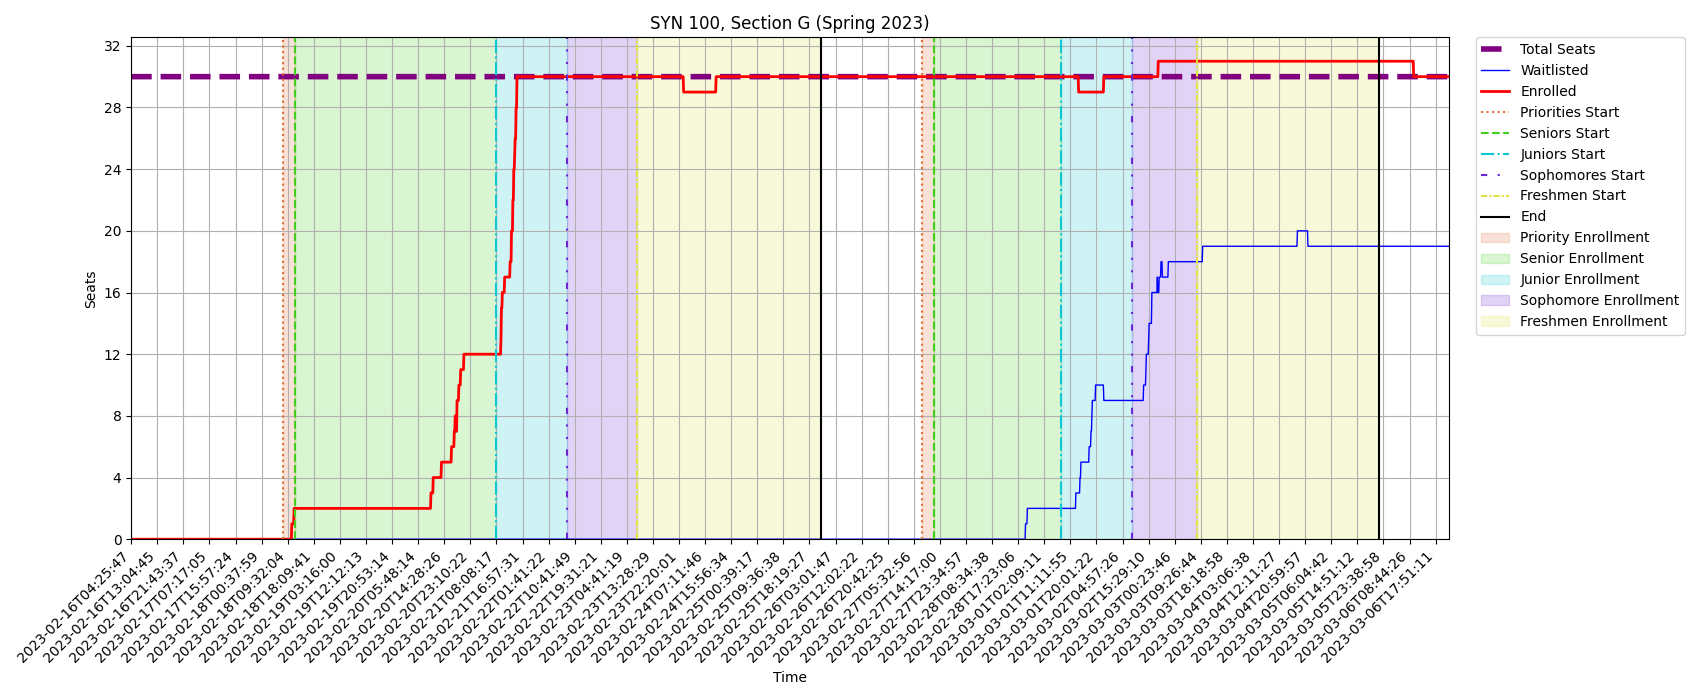 SYN 100, Section G (Spring 2023)
Seats
32
28
24
20
16
12
8
4
0
2023-02-16T04:25:47
2023-02-16T13:04:45
2023-02-16T21:43:37
2023-02-17T07:17:05
2023-02-17T15:57:24
2023-02-18T00:37:59
2023-02-18T09:32:04
2023-02-18T18:09:41
2023-02-19T03:16:00
2023-02-19T12:12:13
2023-02-19T20:53:14
2023-02-20T05:48:14
2023-02-20T14:28:26
2023-02-20T23:10:22
2023-02-21T08:08:17
2023-02-21T16:57:31
2023-02-22T01:41:22
2023-02-22T10:41:49
2023-02-22T19:31:21
2023-02-23T04:41:19
2023-02-23T13:28:29
2023-02-23T22:20:01
2023-02-24T07:11:46
2023-02-24T15:56:34
2023-02-25T00:39:17
2023-02-25T09:36:38
2023-02-25T18:19:27
2023-02-26T03:01:47
2023-02-26T12:02:22
2023-02-26T20:42:25
2023-02-27T05:32:56
2023-02-27T14:17:00
2023-02-27T23:34:57
2023-02-28T08:34:38
2023-02-28T17:23:06
2023-03-01T02:09:11
2023-03-01T11:11:55
2023-03-01T20:01:22
2023-03-02T04:57:26
2023-03-02T15:29:10
2023-03-03T00:23:46
2023-03-03T09:26:44
2023-03-03T18:18:58
2023-03-04T03:06:38
2023-03-04T12:11:27
2023-03-04T20:59:57
2023-03-05T06:04:42
2023-03-05T14:51:12
2023-03-05T23:38:58
2023-03-06T08:44:26
2023-03-06T17:51:11
Time
Total Seats
Waitlisted
Enrolled
Priorities Start
Seniors Start
Juniors Start
Sophomores Start
Freshmen Start
End
Priority Enrollment
Senior Enrollment
Junior Enrollment
Sophomore Enrollment
Freshmen Enrollment